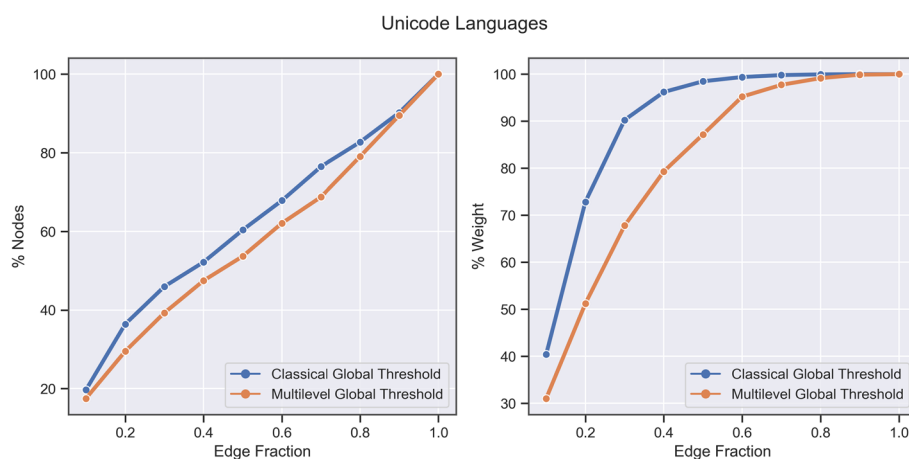 Unicode Languages
% Nodes
100
80
60
40
20
0.2 0.4 0.6 0.8 1.0
Edge Fraction
Classical Global Threshold
Multilevel Global Threshold
% Weight
100
90
80
70
60
50
40
30
0.2 0.4 0.6 0.8 1.0
Edge Fraction
Classical Global Threshold
Multilevel Global Threshold